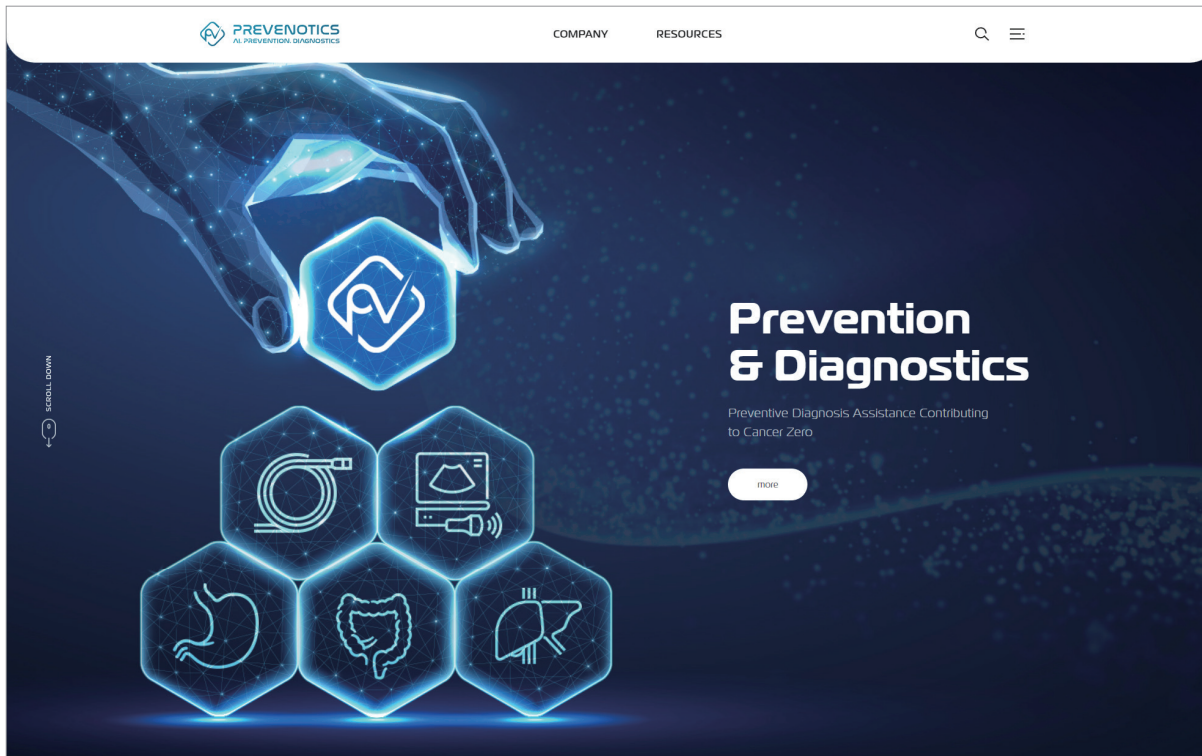 PREVENOTICS
AI. PREVENTION. DIAGNOSTICS
COMPANY
RESOURCES
SCROLL DOWN
Prevention
& Diagnostics
Preventive Diagnosis Assistance Contributing
to Cancer Zero
more